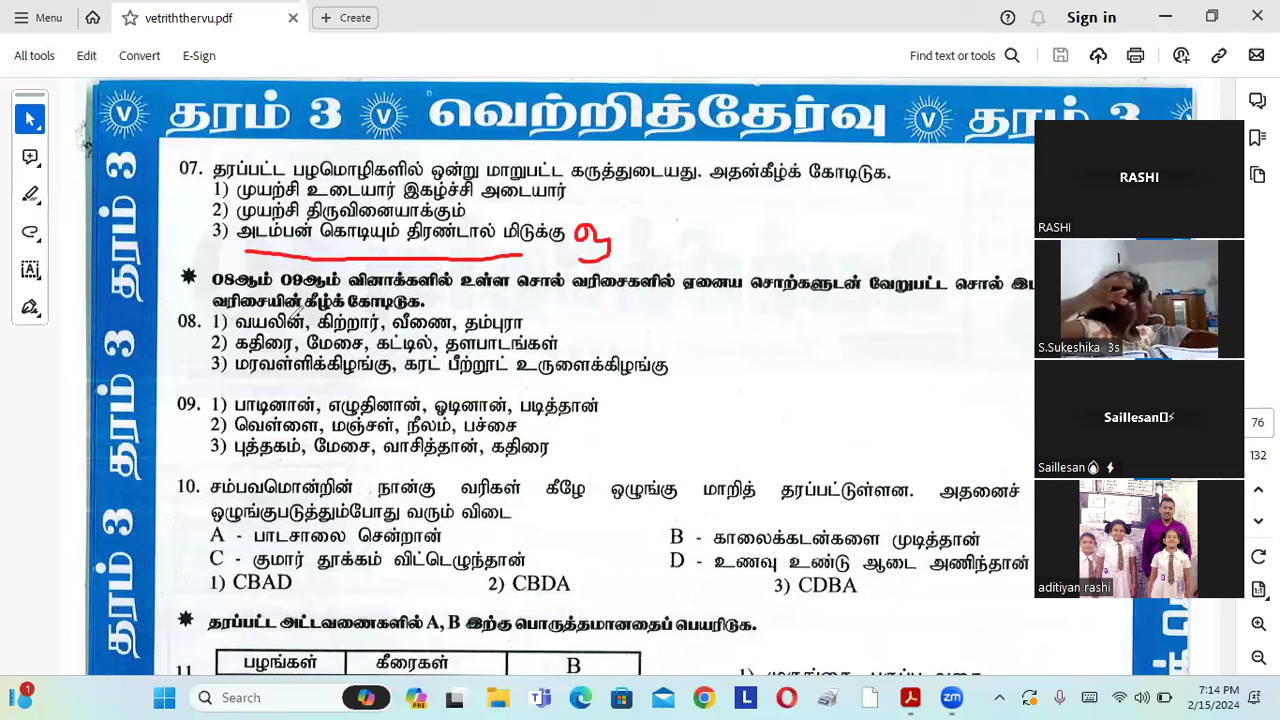 Menu
vetriththervu.pdf
Create
Sign in
All tools
Edit
Convert
E-Sign
Find text or tools
தரம் 3
வெற்றித்தேர்வு
தரம் 3
V
V
V
தரம் 3
தரம் 3
தரம் 3
07. தரப்பட்ட பழமொழிகளில் ஒன்று மாறுபட்ட கருத்துடையது. அதன்கீழ்க் கோடிடுக.
1) முயற்சி உடையார் இகழ்ச்சி அடையார்
2) முயற்சி திருவினையாக்கும்
3) அடம்பன் கொடியும் திரண்டால் மிடுக்கு
08ஆம் 09ஆம் வினாக்களில் உள்ள சொல் வரிசைகளில் ஏனைய சொற்களுடன் வேறுபட்ட சொல்
வரிசையின் கீழ்க் கோடிடுக.
08. 1) வயலின், கிற்றார், வீணை, தம்புரா
2) கதிரை, மேசை, கட்டில், தளபாடங்கள்
3) மரவள்ளிக்கிழங்கு, கரட் பீற்றூட் உருளைக்கிழங்கு
09. 1) பாடினான், எழுதினான், ஓடினான், படித்தான்
2) வெள்ளை, மஞ்சள், நீலம், பச்சை
3) புத்தகம், மேசை, வாசித்தான், கதிரை
10. சம்பவமொன்றின் நான்கு வரிகள் கீழே ஒழுங்கு மாறித் தரப்பட்டுள்ளன. அதனைச்
ஒழுங்குபடுத்தும்போது வரும் விடை
A - பாடசாலை சென்றான்
B - காலைக்கடன்களை முடித்தான்
C - குமார் தூக்கம் விட்டெழுந்தான்
D - உணவு உண்டு ஆடை அணிந்தான்
1) CBAD
2) CBDA
3) CDBA
தரப்பட்ட அட்டவணைகளில் A, B இற்கு பொருத்தமானதைப் பெயரிடுக.
11
பழங்கள்
கீரைகள்
B
RASHI
RASHI
S.Sukeshika 3s
Saillesan
Saillesan
aditiyan rashi
76
132
1
Search
PRE
L
zm
7:14 PM
2/15/2024